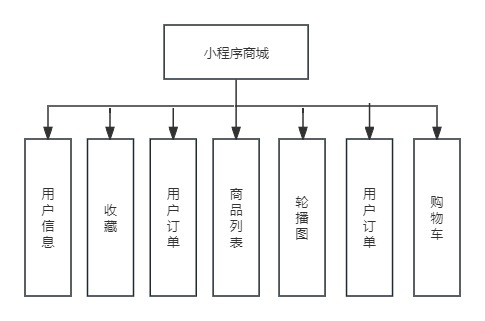 小程序商城
用户信息
收藏
用户订单
商品列表
轮播图
用户订单
购物车